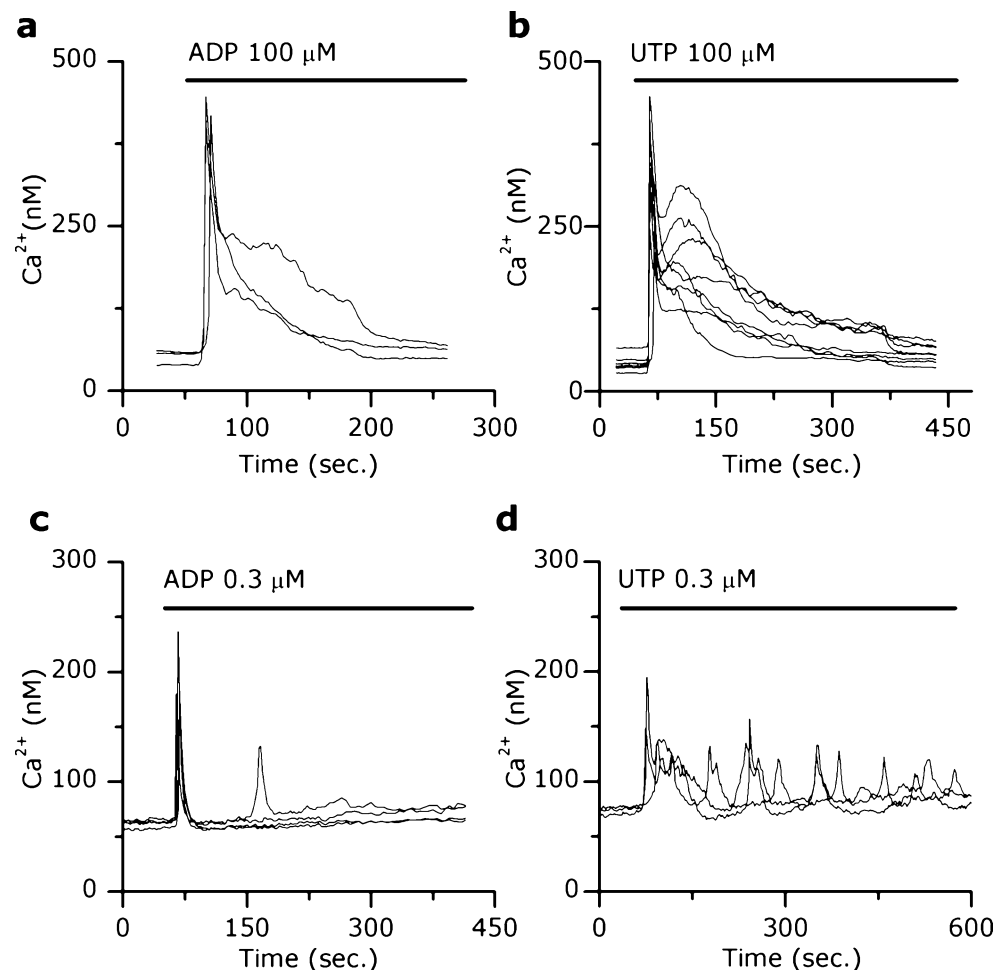 a
ADP 100 µM
500
250
0
Ca²⁺(nM)
0 100 200 300
Time (sec.)
b
UTP 100 µM
500
250
0
Ca²⁺ (nM)
0 150 300 450
Time (sec.)
c
ADP 0.3 µM
300
200
100
0
Ca²⁺ (nM)
0 150 300 450
Time (sec.)
d
UTP 0.3 µM
300
200
100
0
Ca²⁺ (nM)
0 300 600
Time (sec.)